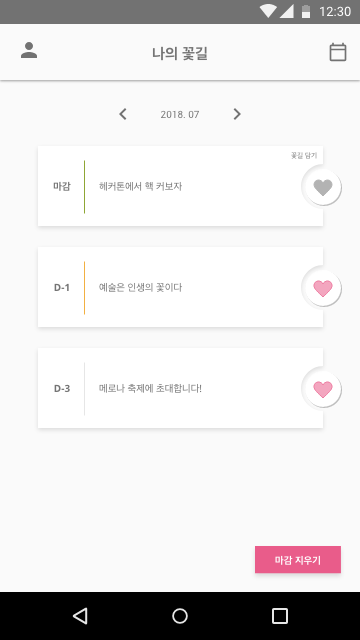 12:30
나의 꽃길
2018. 07
꽃길 담기
마감
헤커톤에서 핵 커보자
D-1
예술은 인생의 꽃이다
D-3
메로나 축제에 초대합니다!
마감 지우기